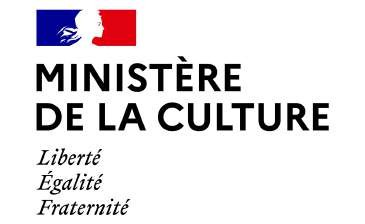 MINISTÈRE
DE LA CULTURE
Liberté
Égalité
Fraternité